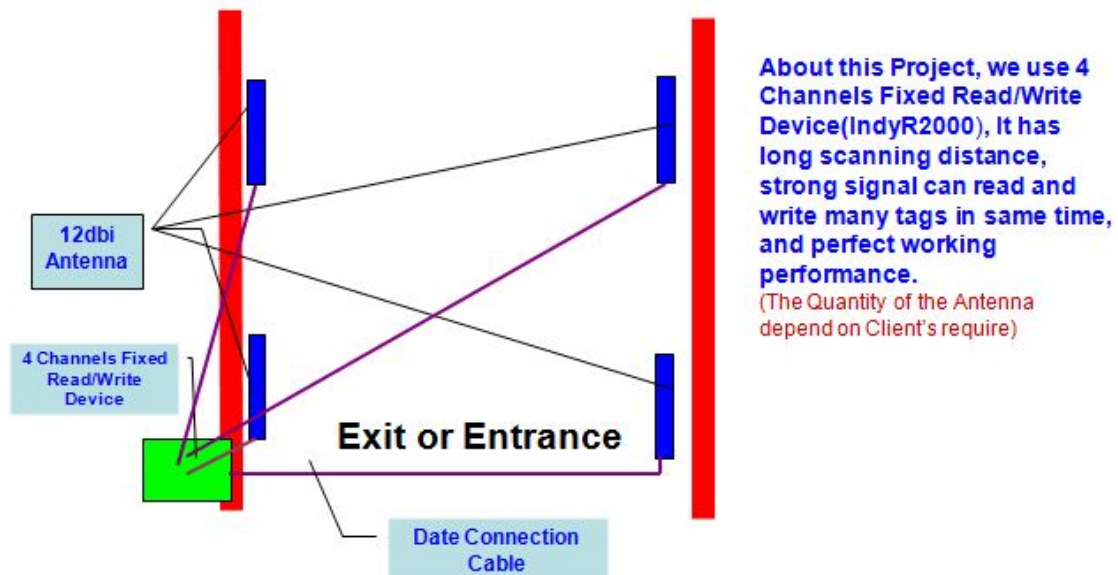 About this Project, we use 4
Channels Fixed Read/Write
Device(IndyR2000), It has
long scanning distance,
strong signal can read and
write many tags in same time,
and perfect working
performance.
(The Quantity of the Antenna
depend on Client's require)
12dbi
Antenna
4 Channels Fixed
Read/Write
Device
Exit or Entrance
Date Connection
Cable